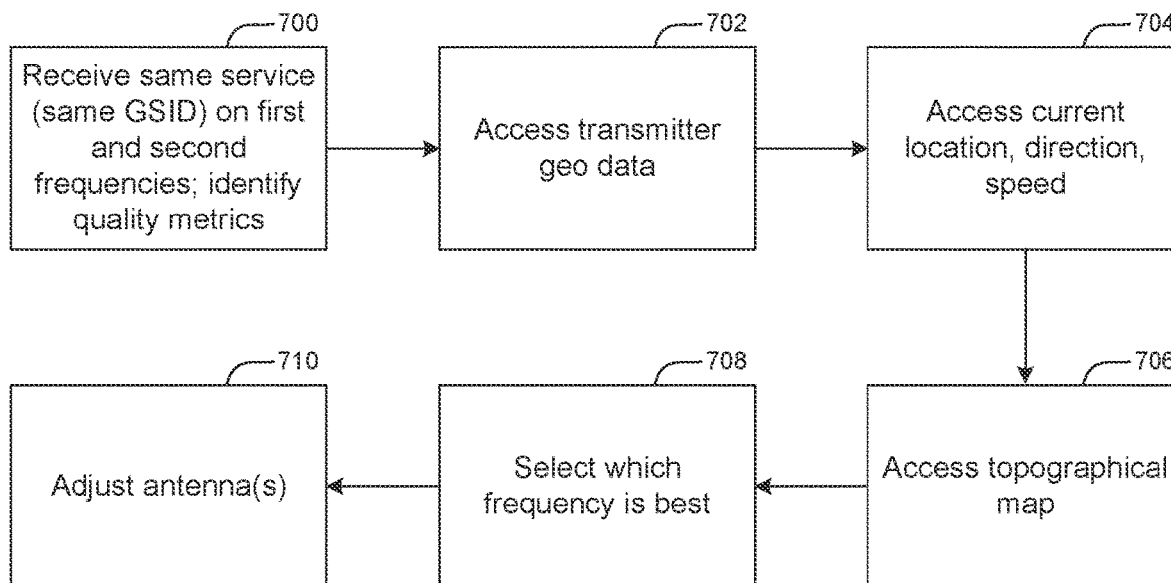 700
Receive same service
(same GSID) on first
and second
frequencies; identify
quality metrics
702
Access transmitter
geo data
704
Access current
location, direction,
speed
706
Access topographical
map
708
Select which
frequency is best
710
Adjust antenna(s)